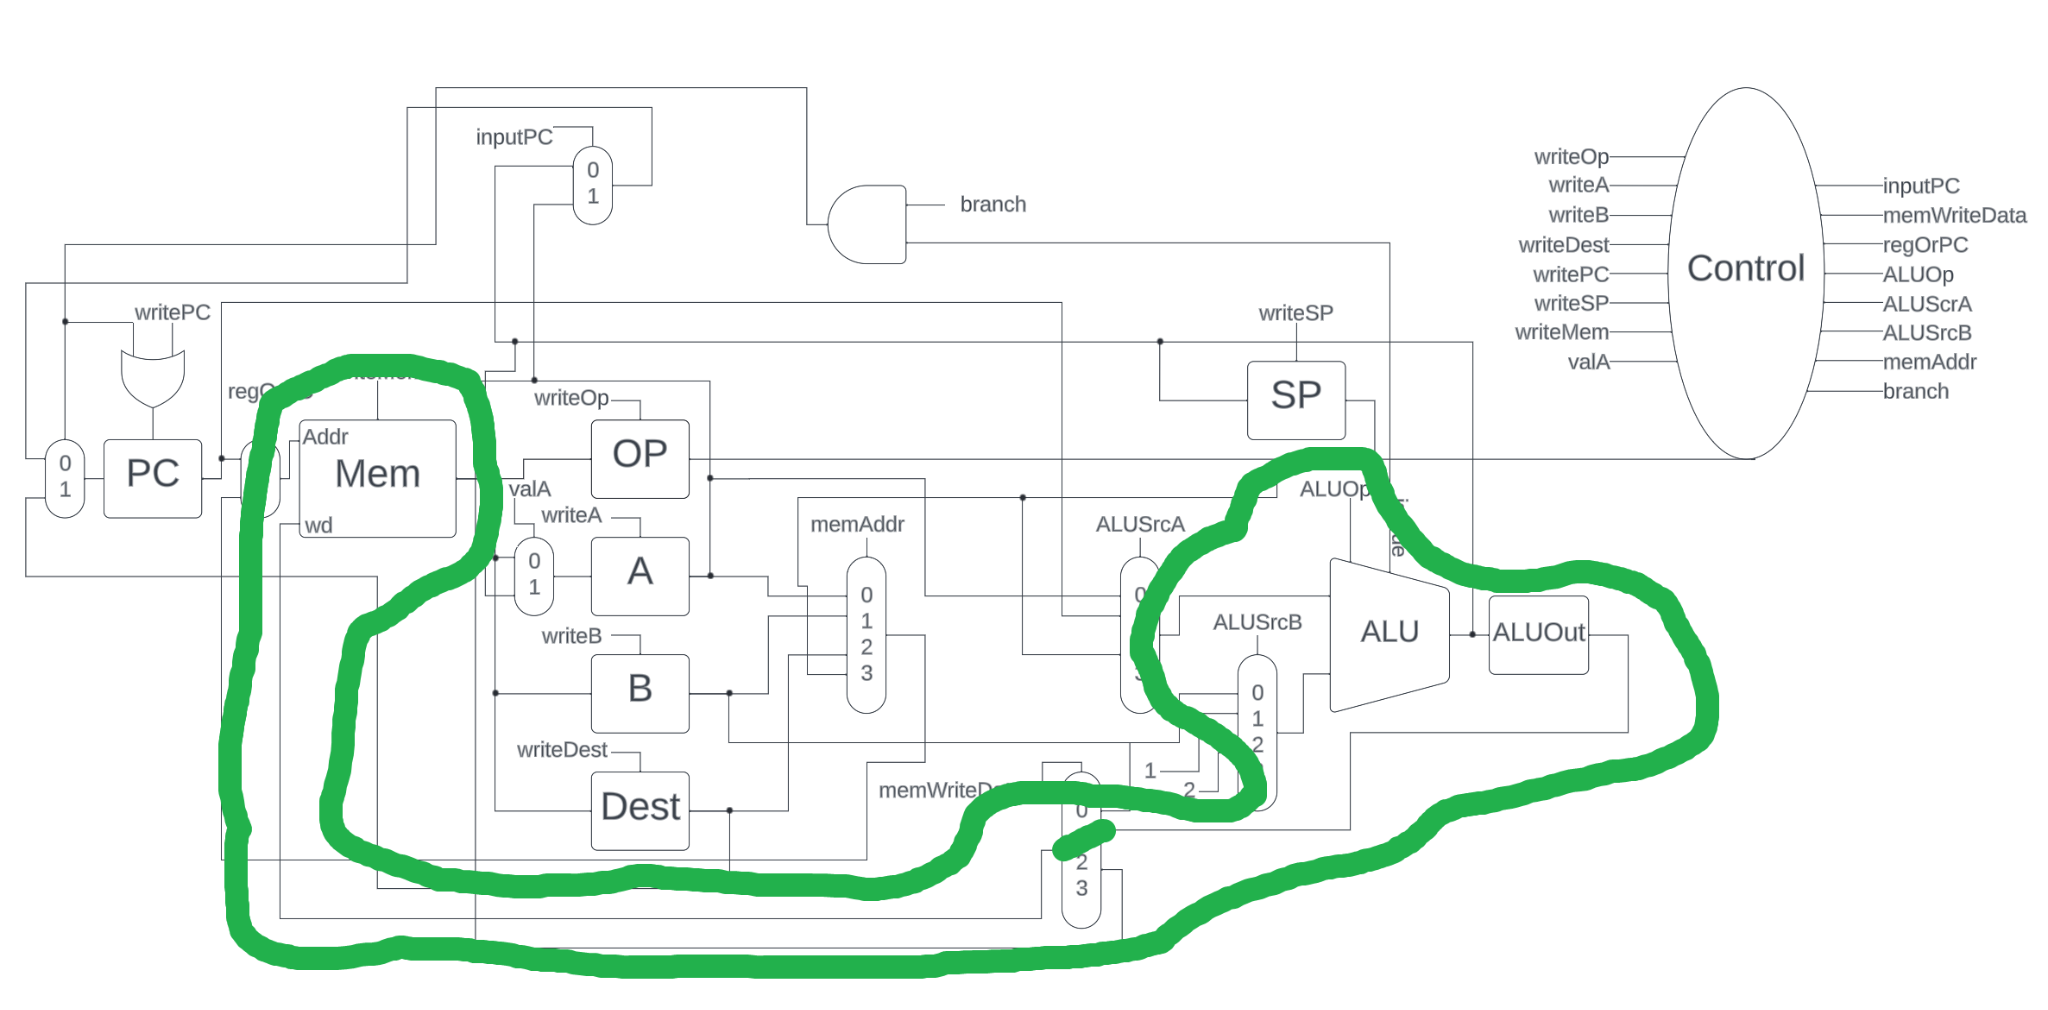 inputPC
0
1
branch
writePC
writeSP
SP
writeOp
writeA
writeB
writeDest
writePC
writeSP
writeMem
valA
Control
inputPC
memWriteData
regOrPC
ALUOp
ALUScrA
ALUSrcB
memAddr
branch
0
1
PC
Addr
Mem
wd
writeOp
OP
valA
writeA
0
1
A
writeB
B
writeDest
Dest
memAddr
0
1
2
3
ALUSrcA
ALUOp
ALUSrcB
0
1
2
1
2
ALU
ALUOut
0
2
3